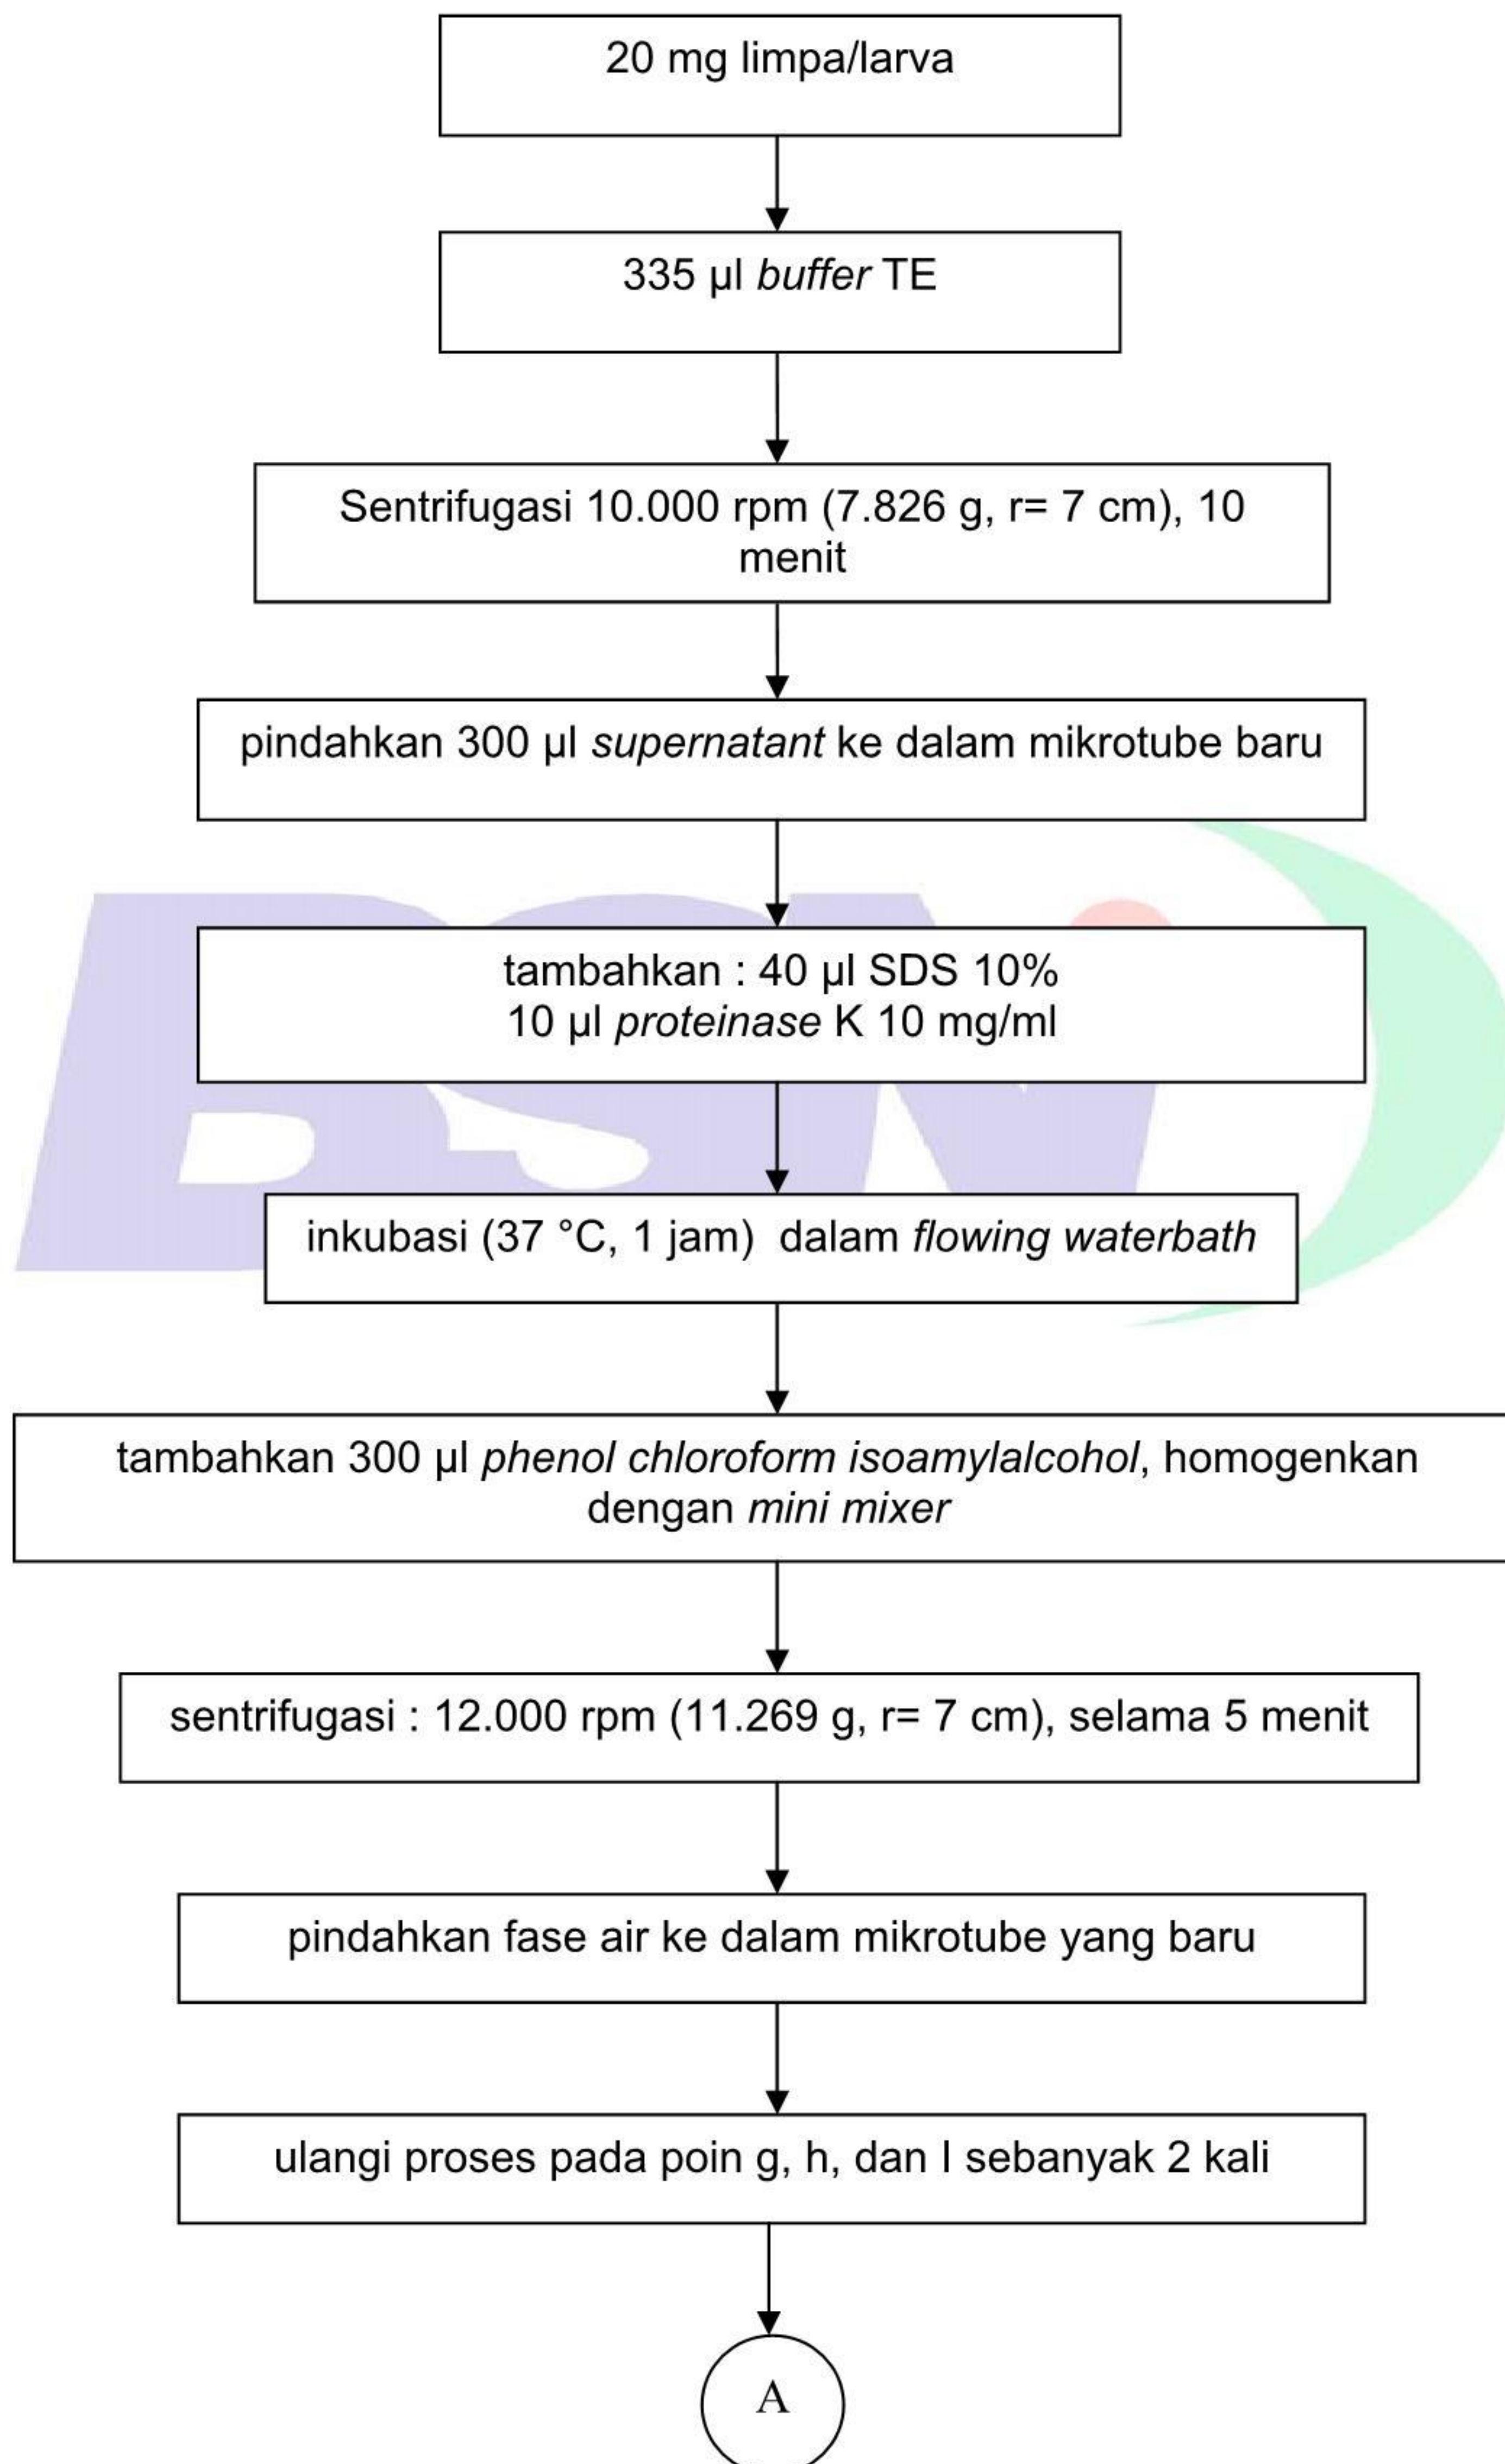 20 mg limpa/larva
335 µl buffer TE
Sentrifugasi 10.000 rpm (7.826 g, r= 7 cm), 10
menit
pindahkan 300 µl supernatant ke dalam mikrotube baru
BSN
tambahkan : 40 µl SDS 10%
10 µl proteinase K 10 mg/ml
inkubasi (37 °C, 1 jam) dalam flowing waterbath
tambahkan 300 µl phenol chloroform isoamylalcohol, homogenkan
dengan mini mixer
sentrifugasi : 12.000 rpm (11.269 g, r= 7 cm), selama 5 menit
pindahkan fase air ke dalam mikrotube yang baru
ulangi proses pada poin g, h, dan I sebanyak 2 kali
A